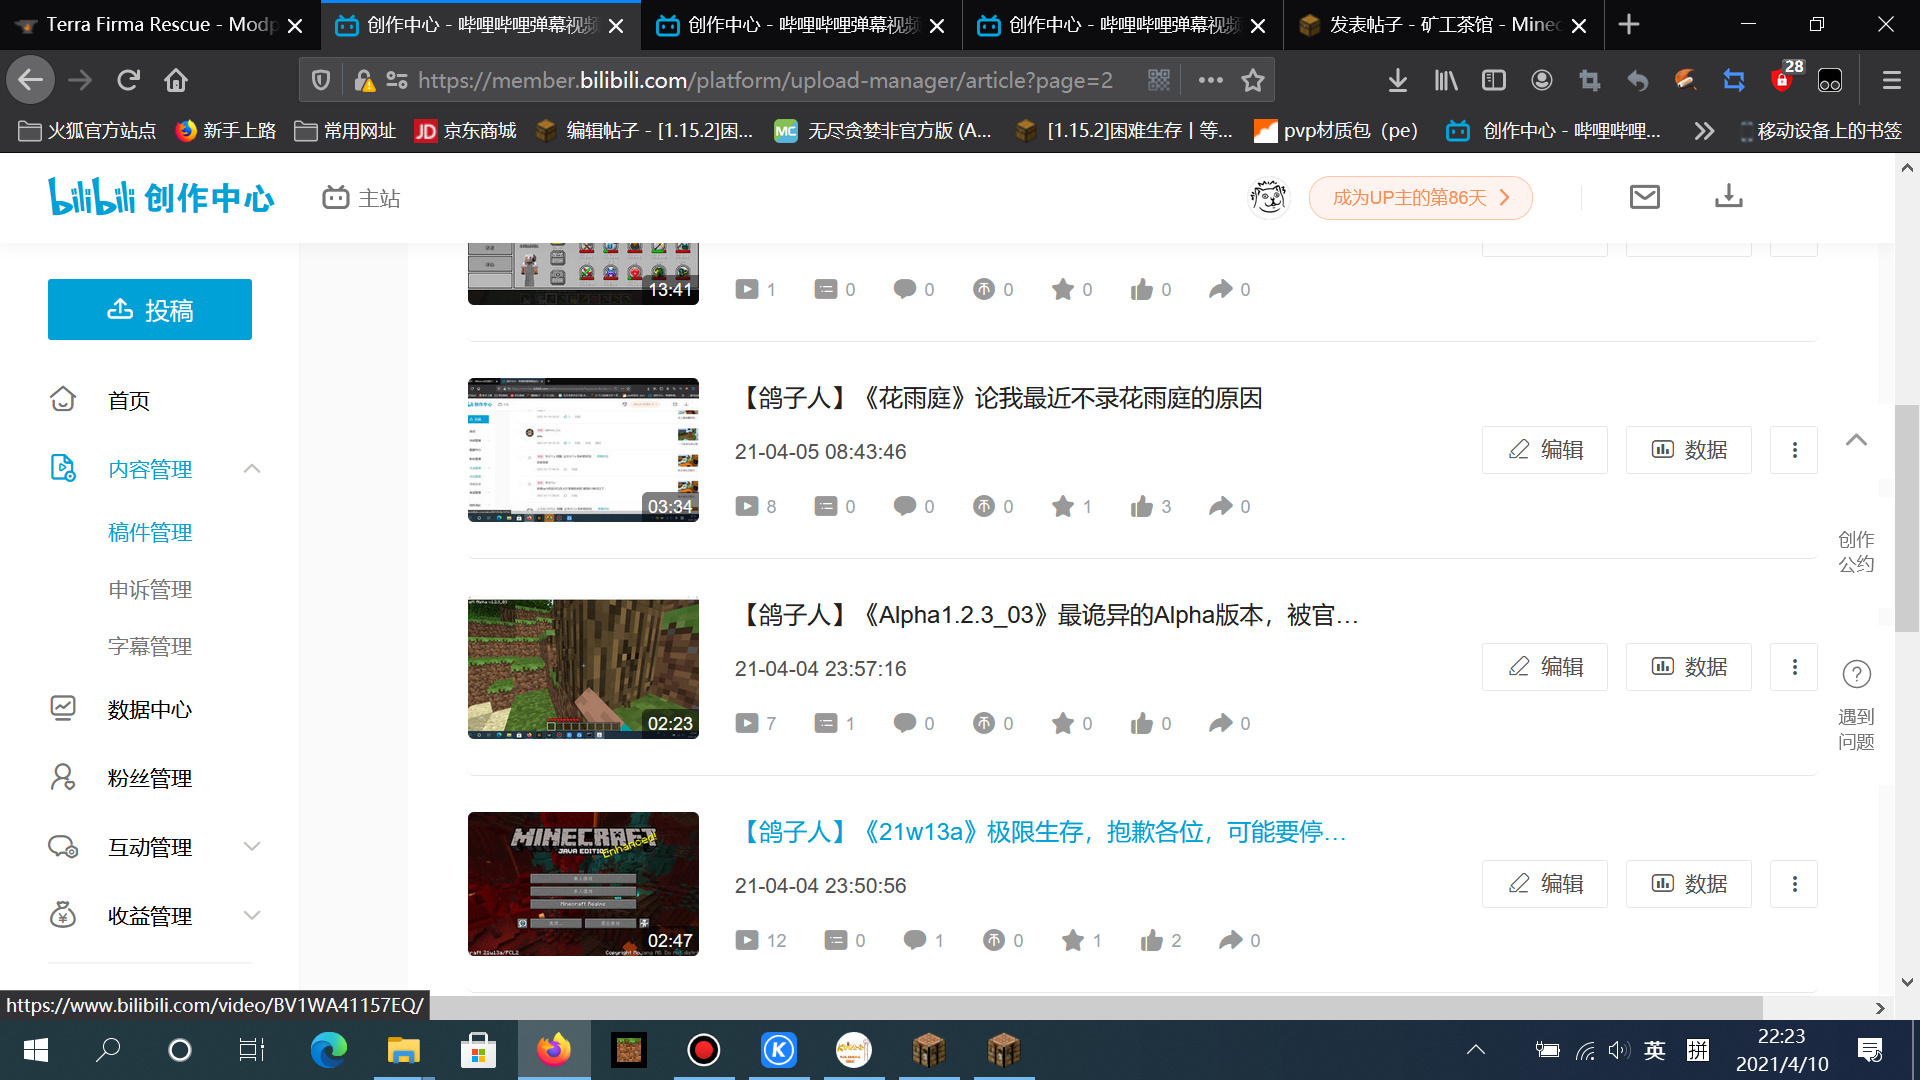 Terra Firma Rescue - Modp
创作中心 - 哔哩哔哩弹幕视频
创作中心 - 哔哩哔哩弹幕视频
创作中心 - 哔哩哔哩弹幕视频
发表帖子 - 矿工茶馆 - Minec
https://member.bilibili.com/platform/upload-manager/article?page=2
28
火狐官方站点
新手上路
常用网址
JD 京东商城
编辑帖子 - [1.15.2]困...
MC 无尽贪婪非官方版 (A...
[1.15.2]困难生存丨等...
pvp材质包（pe）
创作中心 - 哔哩哔哩...
移动设备上的书签
bilibili 创作中心
主站
成为UP主的第86天
投稿
首页
内容管理
稿件管理
申诉管理
字幕管理
数据中心
粉丝管理
互动管理
收益管理
13:41
1 0 0 0 0 0 0
【鸽子人】《花雨庭》论我最近不录花雨庭的原因
21-04-05 08:43:46
03:34
8 0 0 0 1 3 0
编辑
数据
【鸽子人】《Alpha1.2.3_03》最诡异的Alpha版本，被官...
21-04-04 23:57:16
02:23
7 1 0 0 0 0 0
编辑
数据
MINECRAFT
JAVA EDITION
Enhanced!
Minecraft Realms
02:47
【鸽子人】《21w13a》极限生存，抱歉各位，可能要停...
21-04-04 23:50:56
12 0 1 0 1 2 0
编辑
数据
创作
公约
遇到
问题
https://www.bilibili.com/video/BV1WA41157EQ/
英
拼
22:23
2021/4/10